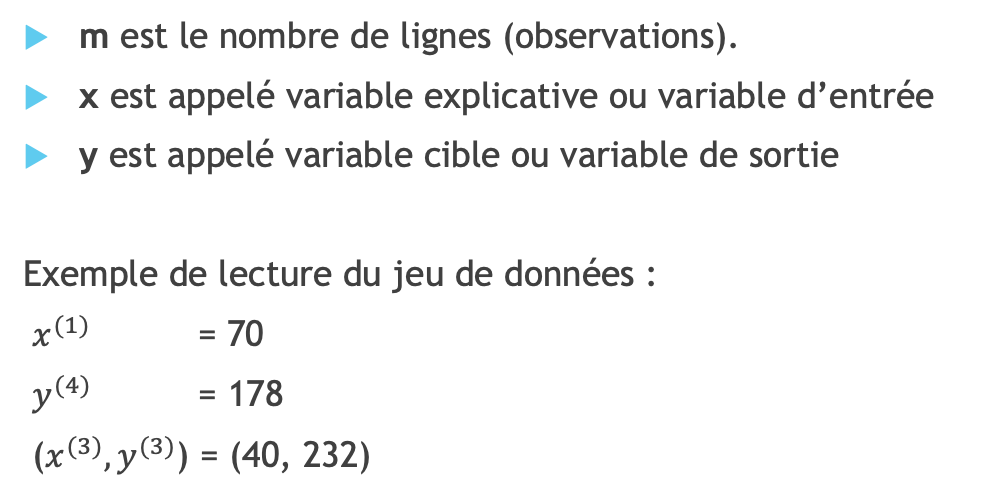 m est le nombre de lignes (observations).
x est appelé variable explicative ou variable d’entrée
y est appelé variable cible ou variable de sortie
Exemple de lecture du jeu de données :
x⁽¹⁾ = 70
y⁽⁴⁾ = 178
(x⁽³⁾, y⁽³⁾) = (40, 232)